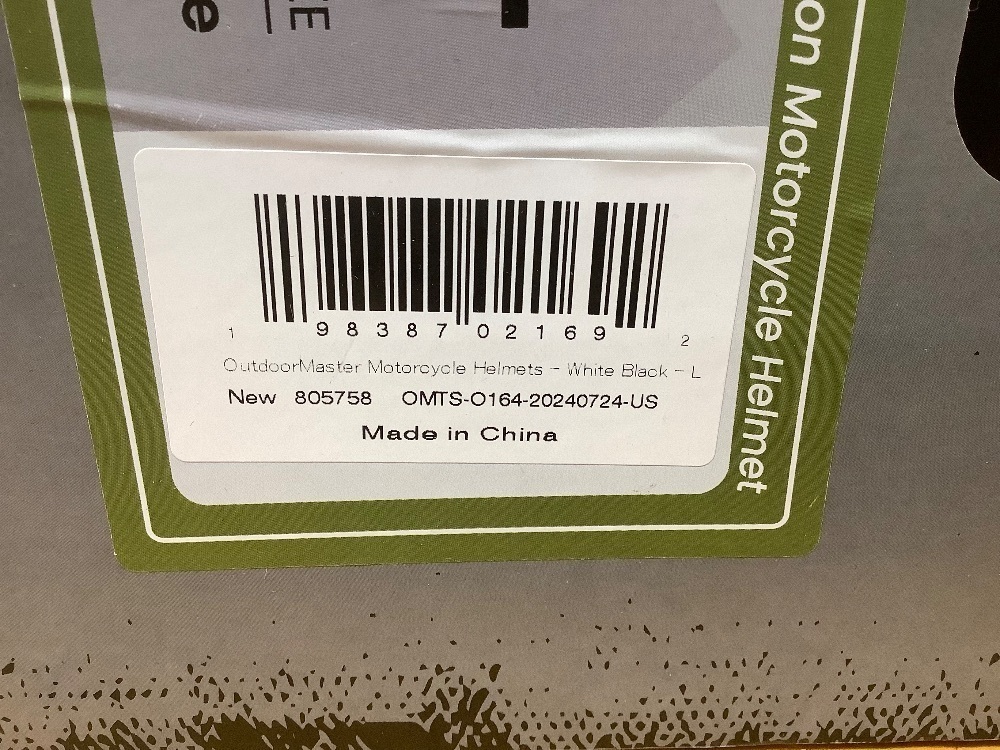 on Motorcycle Helmet
1 98387 02169 2
OutdoorMaster Motorcycle Helmets - White Black - L
New 805758 OMTS-O164-20240724-US
Made in China